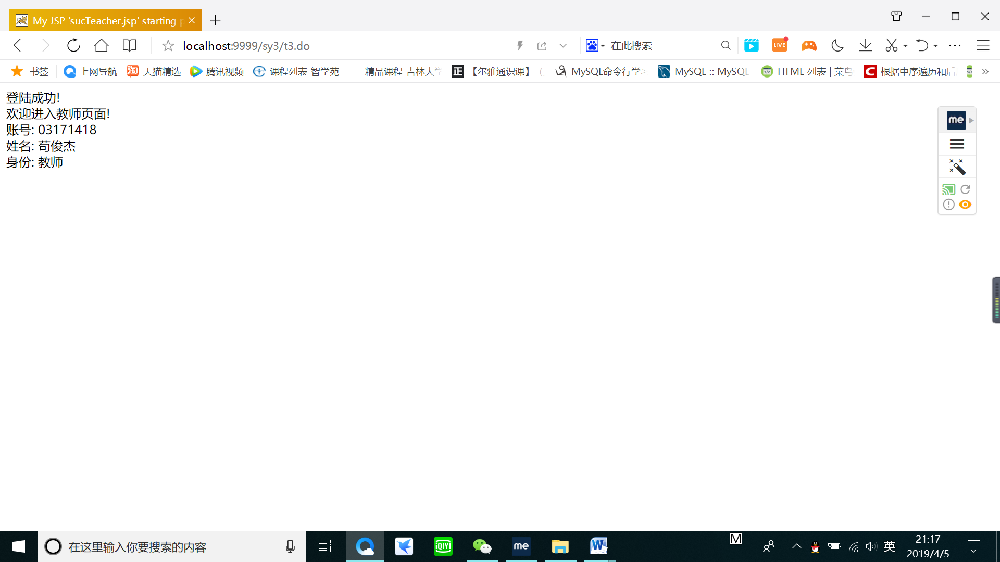 My JSP 'sucTeacher.jsp' starting p
localhost:9999/sy3/t3.do
在此搜索
LIVE
书签
上网导航
淘
天猫精选
腾讯视频
课程列表-智学苑
精品课程-吉林大学
正
【尔雅通识课】（
MySQL命令行学习
MySQL :: MySQL
HTML 列表 | 菜鸟
C
根据中序遍历和后
登陆成功!
欢迎进入教师页面!
账号: 03171418
姓名: 苟俊杰
身份: 教师
me
在这里输入你要搜索的内容
iQIYI
me
W
M
英
21:17
2019/4/5